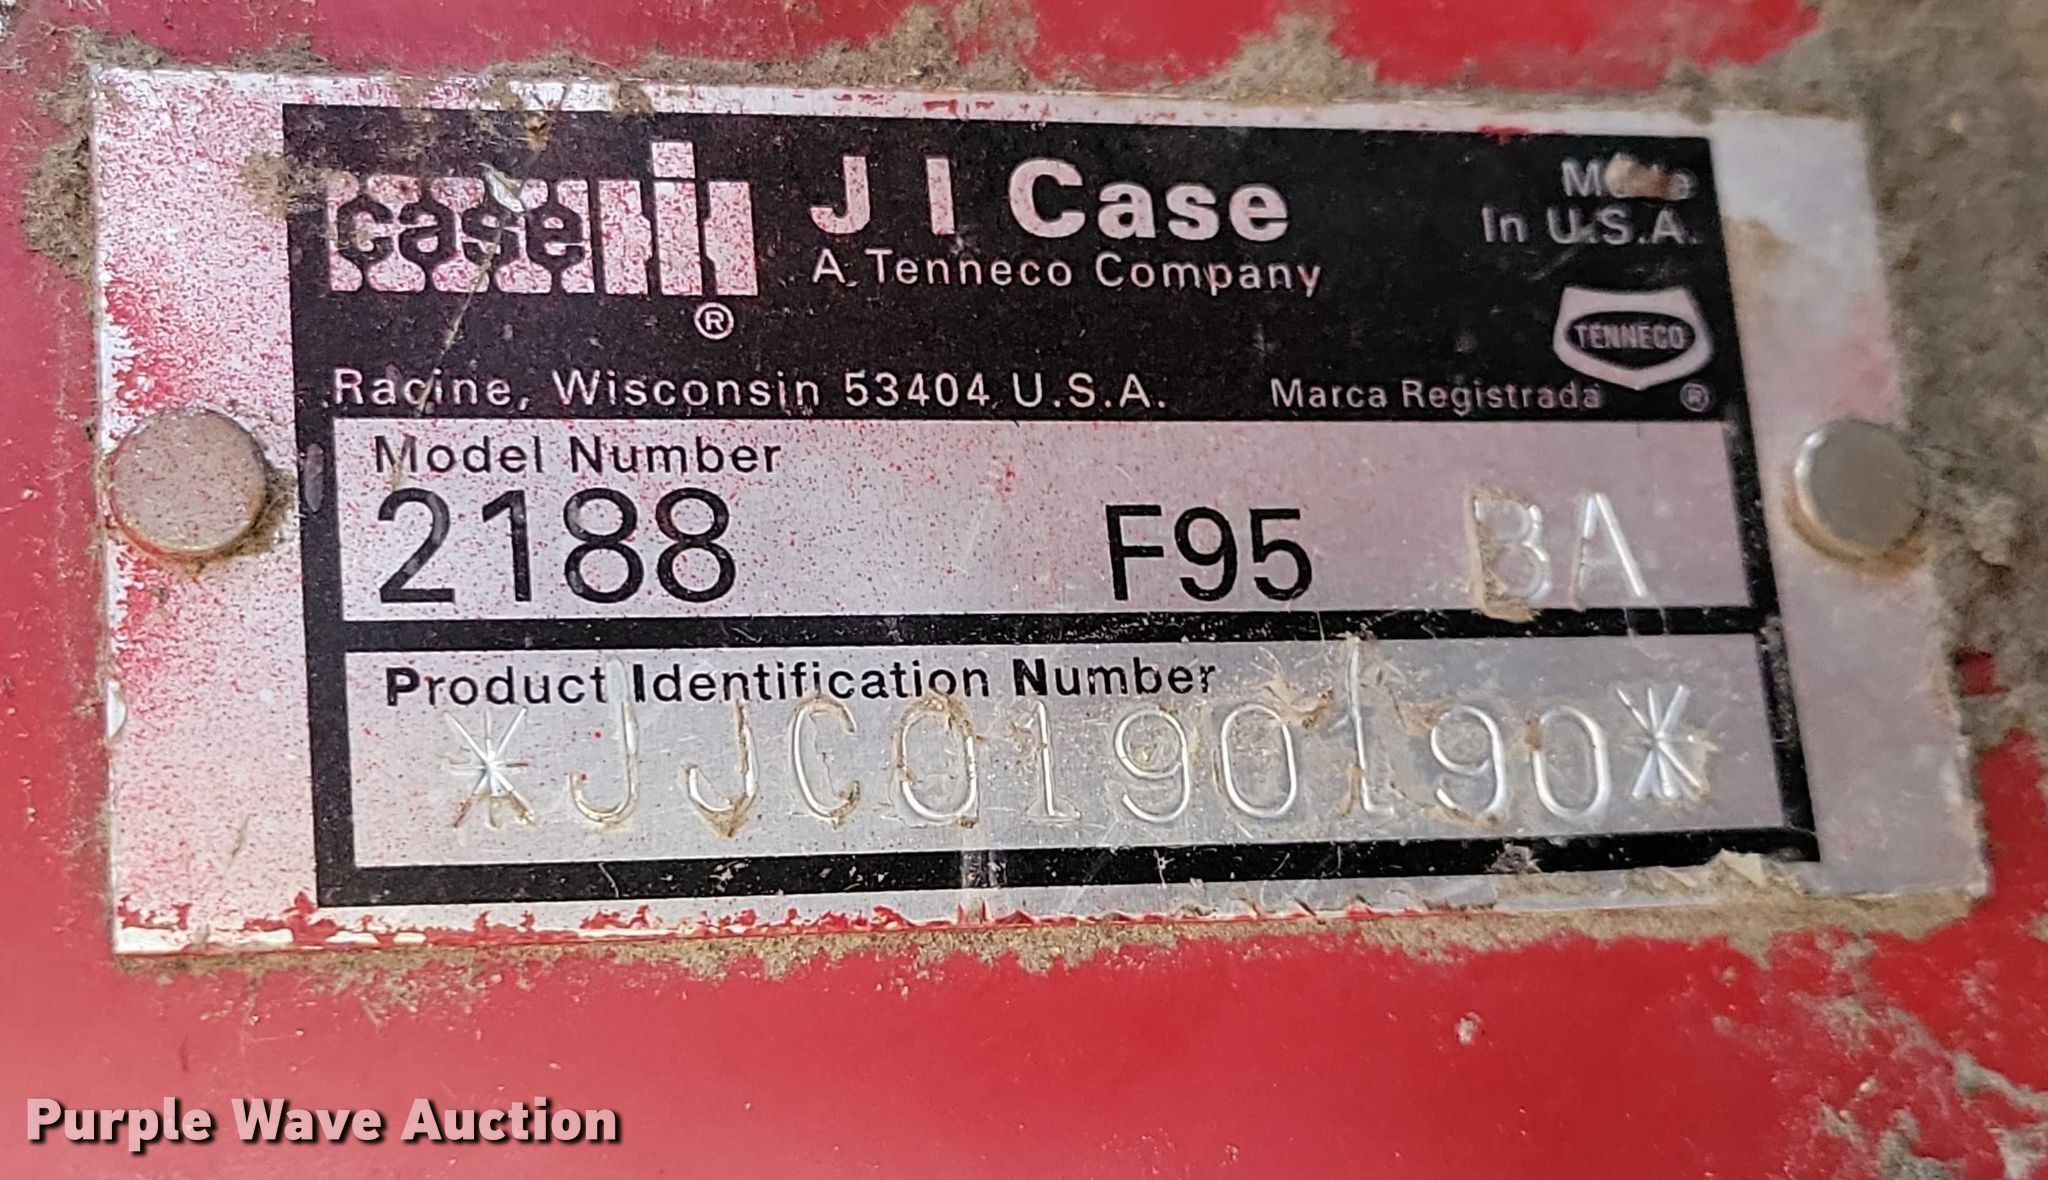 case iH ®
J I Case
A Tenneco Company
Made
In U.S.A.
TENNECO
®
Racine, Wisconsin 53404 U.S.A.
Marca Registrada
Model Number
2188 F95 BA
Product Identification Number
*JJC0190190*
Purple Wave Auction